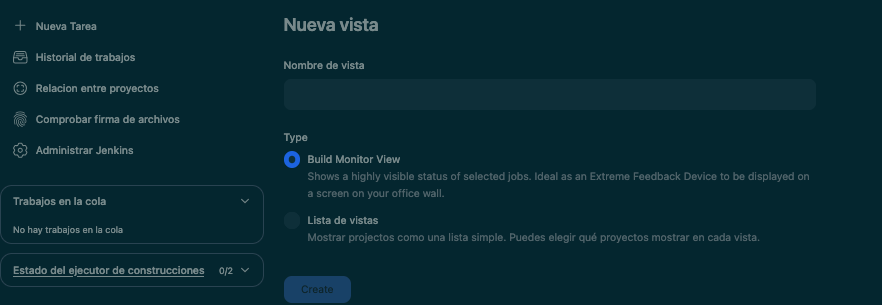 Nueva Tarea
Historial de trabajos
Relacion entre proyectos
Comprobar firma de archivos
Administrar Jenkins
Trabajos en la cola
No hay trabajos en la cola
Estado del ejecutor de construcciones 0/2
Nueva vista
Nombre de vista
Type
Build Monitor View
Shows a highly visible status of selected jobs. Ideal as an Extreme Feedback Device to be displayed on
a screen on your office wall.
Lista de vistas
Mostrar projectos como una lista simple. Puedes elegir qué proyectos mostrar en cada vista.
Create